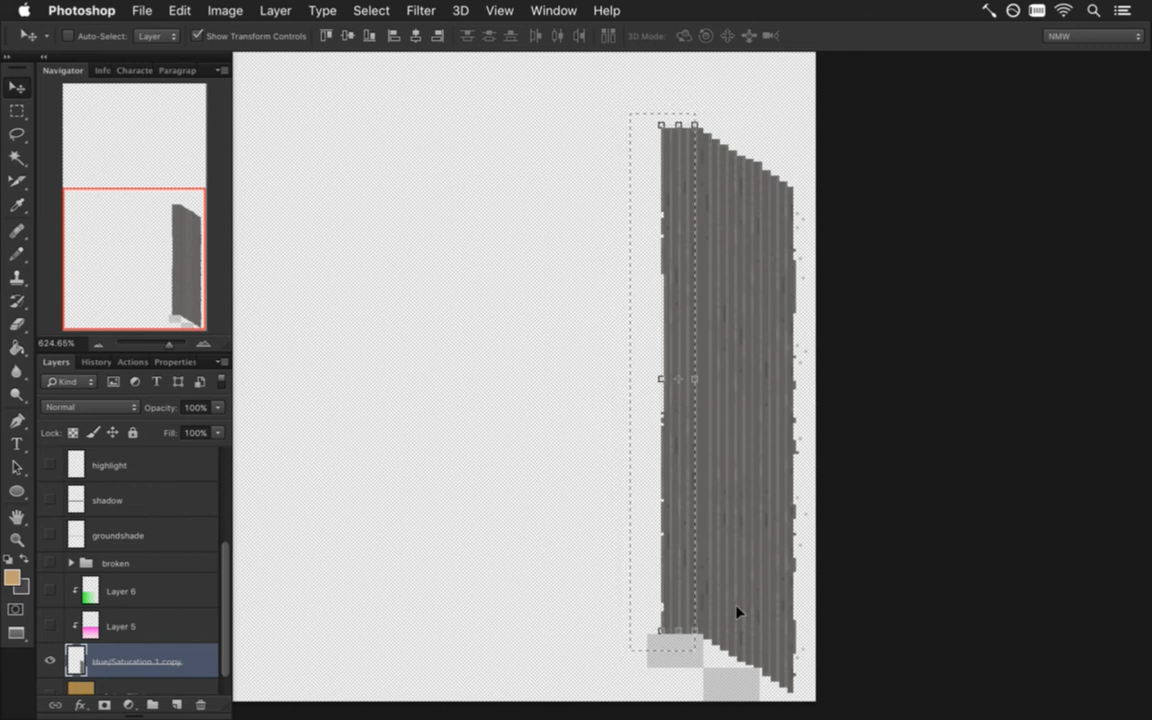 Photoshop File Edit Image Layer Type Select Filter 3D View Window Help
Auto-Select: Layer Show Transform Controls 3D Mode: NMW
Navigator Info Characte Paragrap
624.65%
Layers History Actions Properties
Kind T
Normal Opacity: 100%
Lock: Fill: 100%
highlight
shadow
groundshade
broken
Layer 6
Layer 5
Hue/Saturation 1 copy
fx